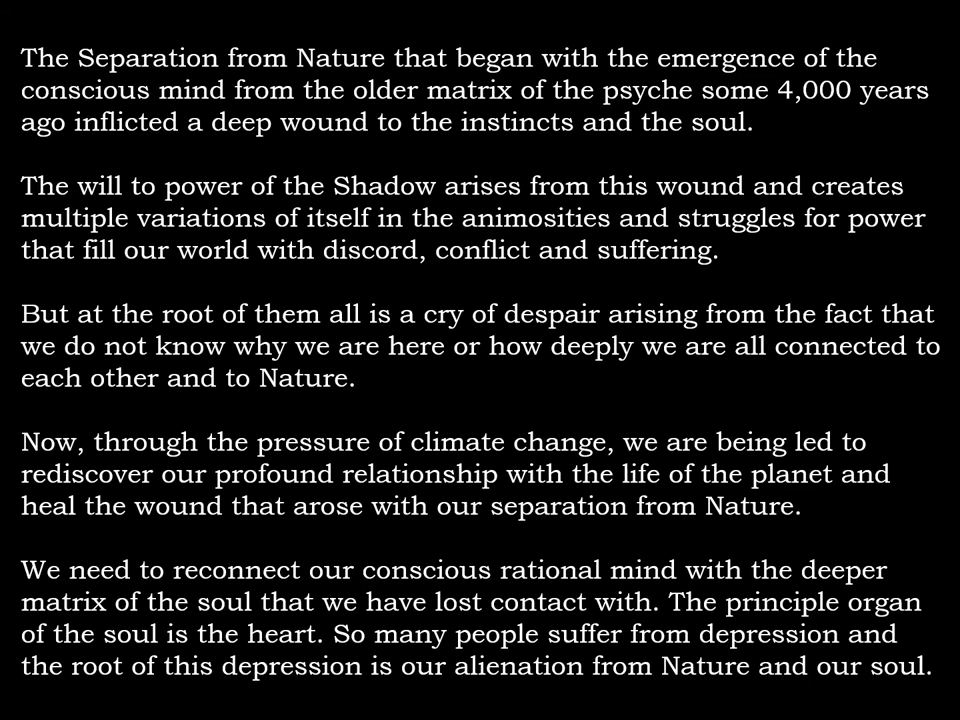 The Separation from Nature that began with the emergence of the
conscious mind from the older matrix of the psyche some 4,000 years
ago inflicted a deep wound to the instincts and the soul.
The will to power of the Shadow arises from this wound and creates
multiple variations of itself in the animosities and struggles for power
that fill our world with discord, conflict and suffering.
But at the root of them all is a cry of despair arising from the fact that
we do not know why we are here or how deeply we are all connected to
each other and to Nature.
Now, through the pressure of climate change, we are being led to
rediscover our profound relationship with the life of the planet and
heal the wound that arose with our separation from Nature.
We need to reconnect our conscious rational mind with the deeper
matrix of the soul that we have lost contact with. The principle organ
of the soul is the heart. So many people suffer from depression and
the root of this depression is our alienation from Nature and our soul.